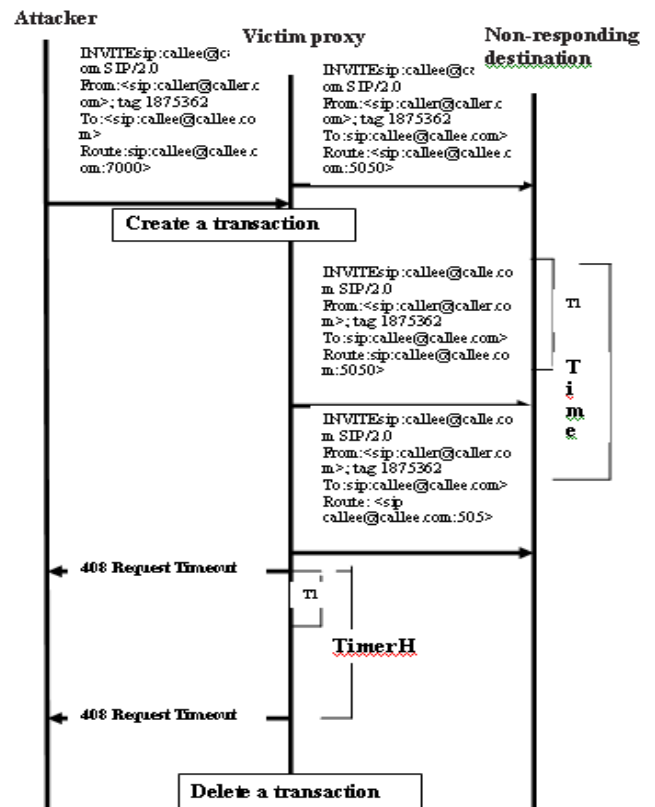 Attacker
Victim proxy
Non-responding
destination
INVITEsip:callee@c
om SIP/2.0
From:<sip:caller@caller.c
om>; tag 1875362
To:<sip:callee@callee.co
m>
Route:sip:callee@callee.c
om:7000>
INVITEsip:callee@c
om SIP/2.0
From:<sip:caller@caller.c
om>; tag 1875362
To:sip:callee@callee.com>
Route:<sip:callee@callee.c
om:5050>
Create a transaction
INVITEsip:callee@calle.co
m SIP/2.0
From:<sip:caller@caller.co
m>; tag 1875362
To:sip:callee@callee.com>
Route:sip:callee@callee.co
m:5050>
T1
T
i
m
e
INVITEsip:callee@calle.co
m SIP/2.0
From:<sip:caller@caller.co
m>; tag 1875362
To:sip:callee@callee.com>
Route: <sip
callee@callee.com:505>
408 Request Timeout
T1
TimerH
408 Request Timeout
Delete a transaction